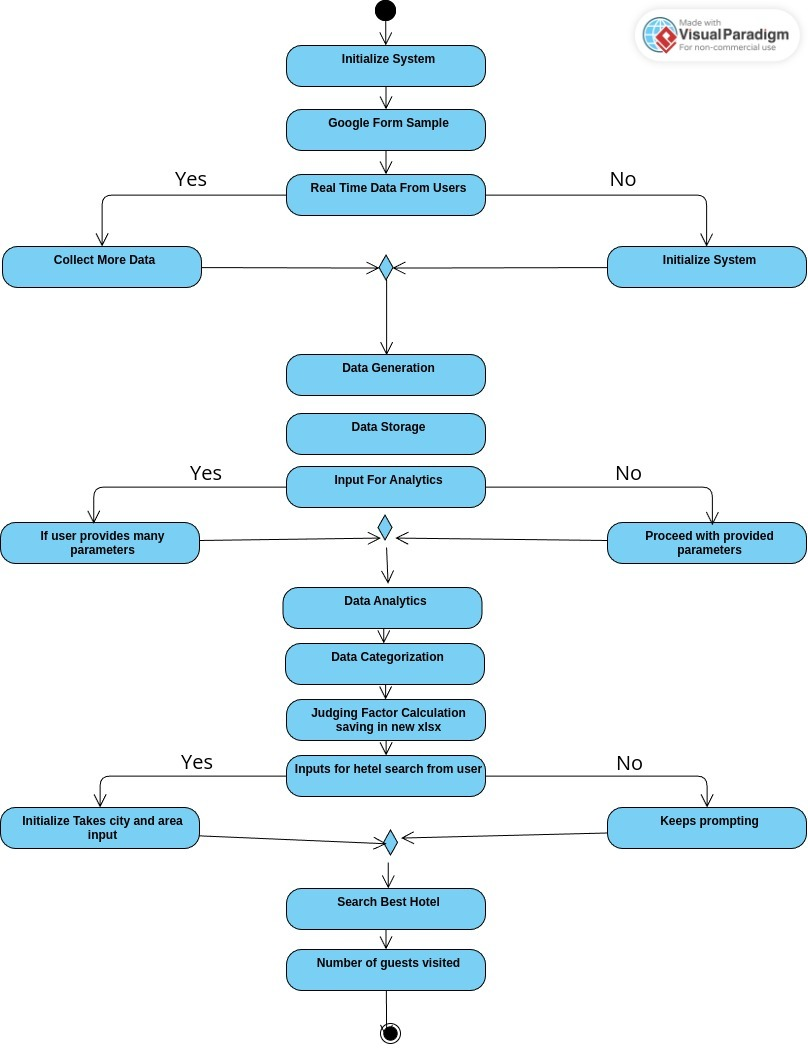 Made with
VisualParadigm
For non-commercial use
Initialize System
Google Form Sample
Yes
Real Time Data From Users
No
Collect More Data
Initialize System
Data Generation
Data Storage
Yes
Input For Analytics
No
If user provides many
parameters
Proceed with provided
parameters
Data Analytics
Data Categorization
Judging Factor Calculation
saving in new xlsx
Yes
Inputs for hetel search from user
No
Initialize Takes city and area
input
Keeps prompting
Search Best Hotel
Number of guests visited